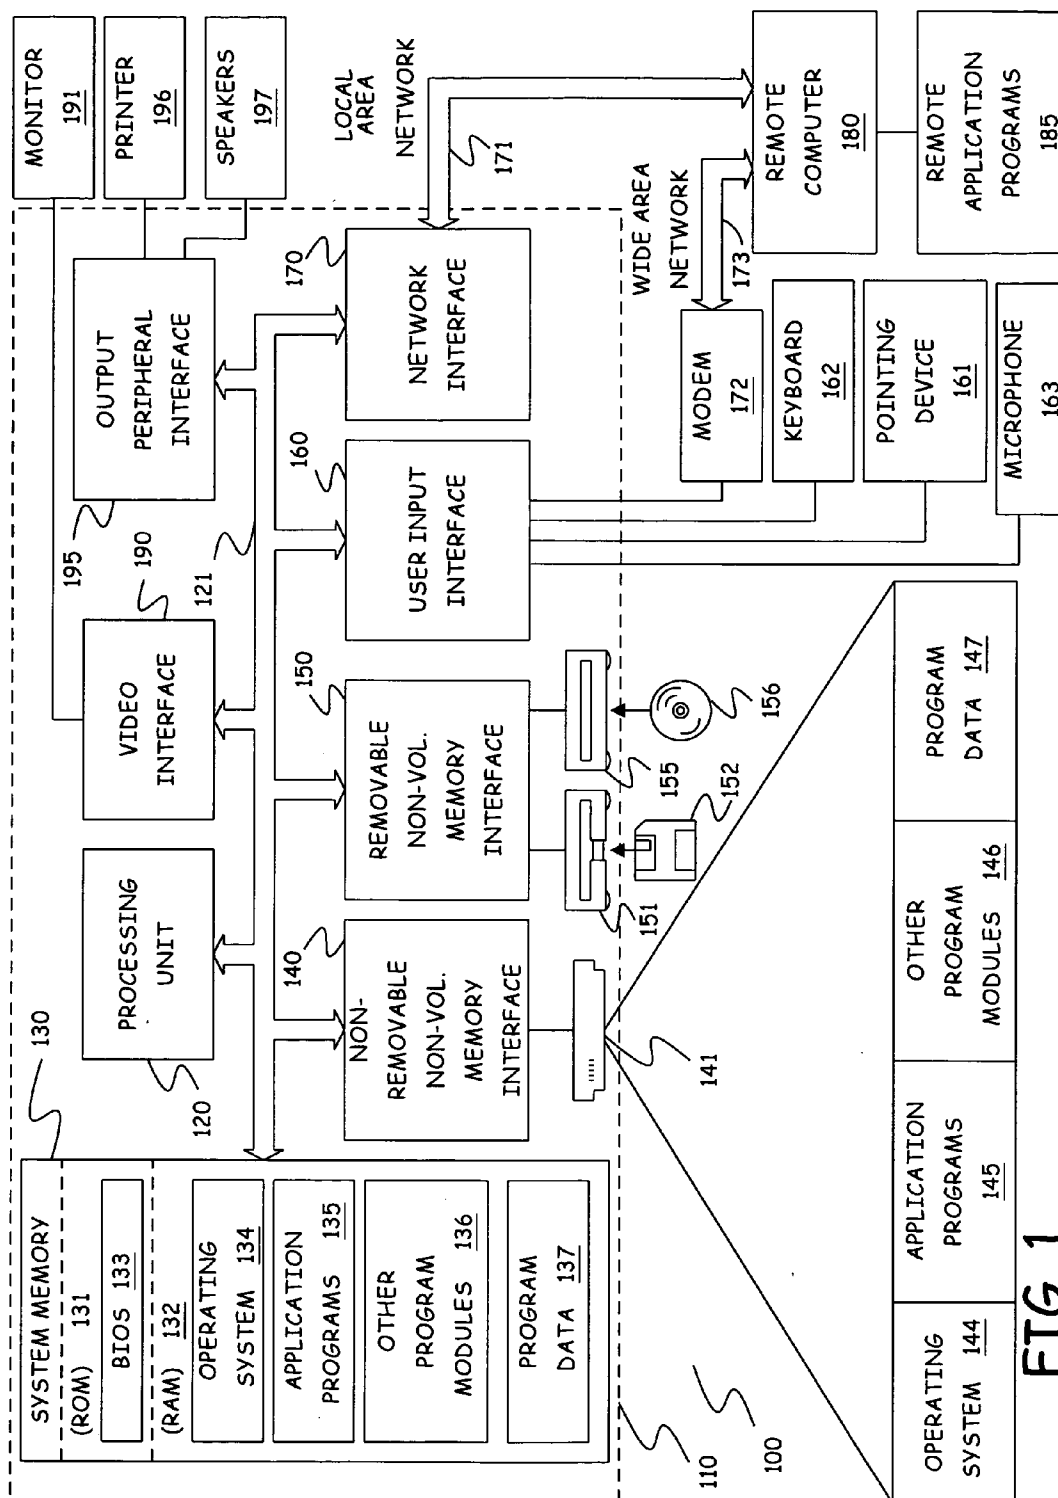 SYSTEM MEMORY
(ROM) 131
BIOS 133
(RAM) 132
OPERATING
SYSTEM 134
APPLICATION
PROGRAMS 135
OTHER
PROGRAM
MODULES 136
PROGRAM
DATA 137
130
PROCESSING
UNIT
120
VIDEO
INTERFACE
190
OUTPUT
PERIPHERAL
INTERFACE
195
121
MONITOR
191
PRINTER
196
SPEAKERS
197
NON-
REMOVABLE
NON-VOL.
MEMORY
INTERFACE
140
REMOVABLE
NON-VOL.
MEMORY
INTERFACE
150
USER INPUT
INTERFACE
160
NETWORK
INTERFACE
170
LOCAL
AREA
NETWORK
171
WIDE AREA
NETWORK
173
141
151
152
155
156
MODEM
172
KEYBOARD
162
POINTING
DEVICE
161
MICROPHONE
163
REMOTE
COMPUTER
180
REMOTE
APPLICATION
PROGRAMS
185
110
100
OPERATING
SYSTEM 144
APPLICATION
PROGRAMS
145
OTHER
PROGRAM
MODULES 146
PROGRAM
DATA 147
FIG 1